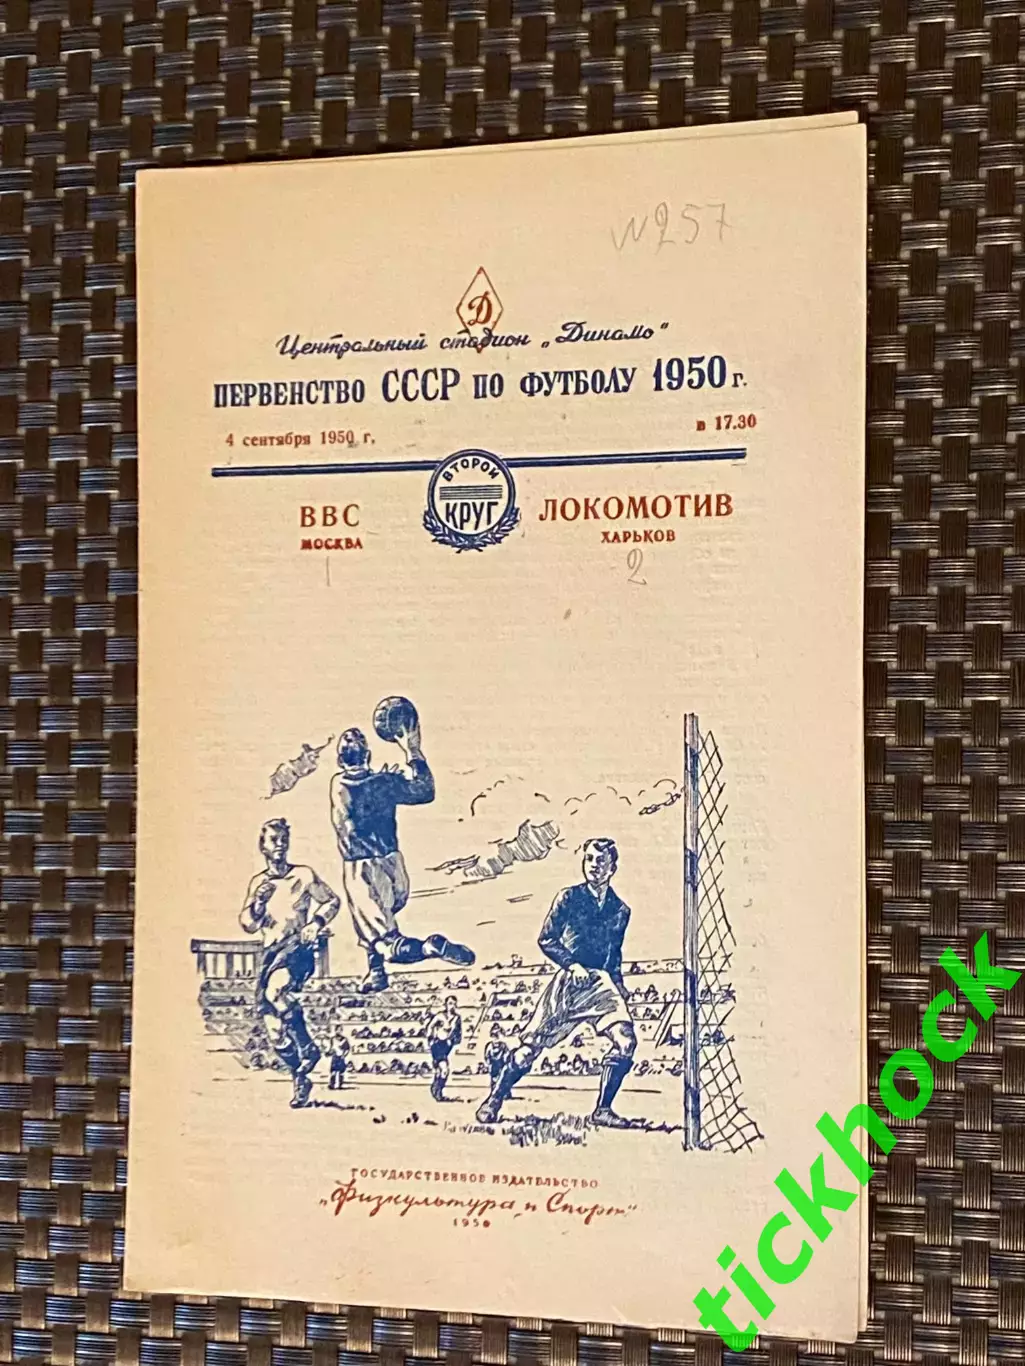 №257
Д
Центральный стадион „Динамо"
ПЕРВЕНСТВО СССР ПО ФУТБОЛУ 1950 г.
4 сентября 1950 г.
в 17.30
ВТОРОЙ
КРУГ
ВВС
МОСКВА
1
ЛОКОМОТИВ
ХАРЬКОВ
2
ГОСУДАРСТВЕННОЕ ИЗДАТЕЛЬСТВО
„Физкультура и Спорт"
1950
tickhock